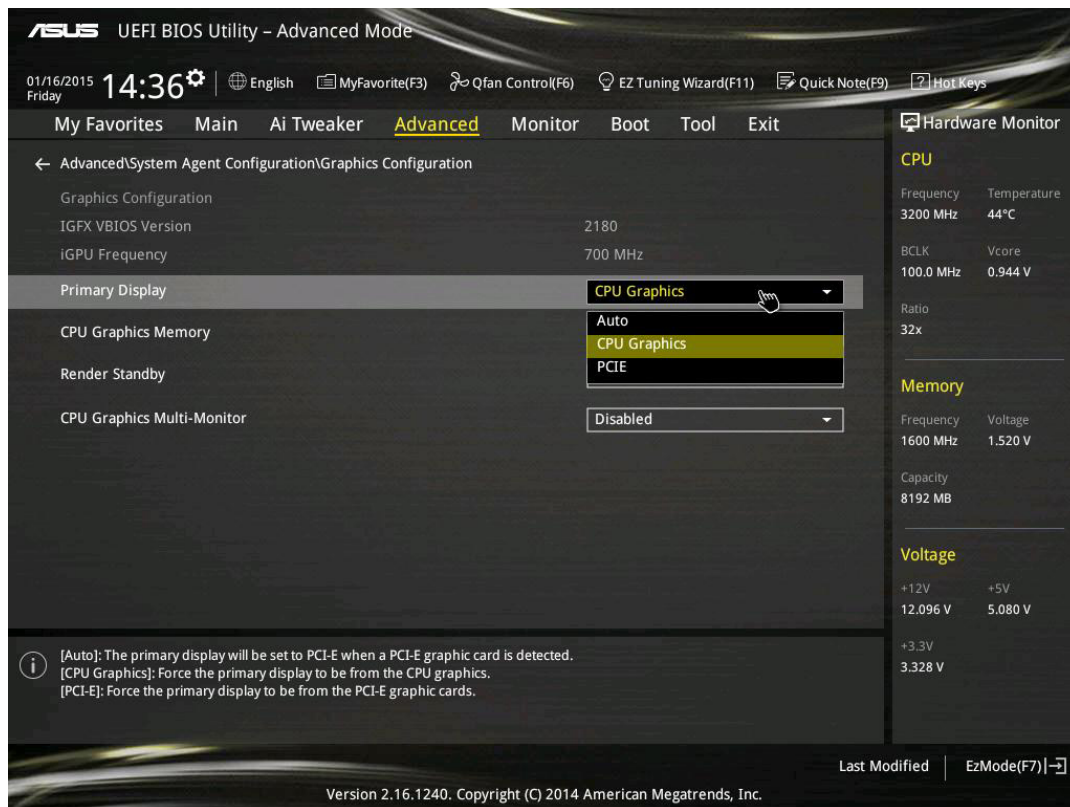 ASUS UEFI BIOS Utility – Advanced Mode
01/16/2015 Friday 14:36 English MyFavorite(F3) Qfan Control(F6) EZ Tuning Wizard(F11) Quick Note(F9) ? Hot Keys
My Favorites Main Ai Tweaker Advanced Monitor Boot Tool Exit
← Advanced\System Agent Configuration\Graphics Configuration
Graphics Configuration
IGFX VBIOS Version 2180
iGPU Frequency 700 MHz
Primary Display CPU Graphics
Auto
CPU Graphics
PCIE
CPU Graphics Memory
Render Standby
CPU Graphics Multi-Monitor Disabled
[Auto]: The primary display will be set to PCI-E when a PCI-E graphic card is detected.
[CPU Graphics]: Force the primary display to be from the CPU graphics.
[PCI-E]: Force the primary display to be from the PCI-E graphic cards.
Hardware Monitor
CPU
Frequency Temperature
3200 MHz 44°C
BCLK Vcore
100.0 MHz 0.944 V
Ratio
32x
Memory
Frequency Voltage
1600 MHz 1.520 V
Capacity
8192 MB
Voltage
+12V +5V
12.096 V 5.080 V
+3.3V
3.328 V
Last Modified EzMode(F7)
Version 2.16.1240. Copyright (C) 2014 American Megatrends, Inc.